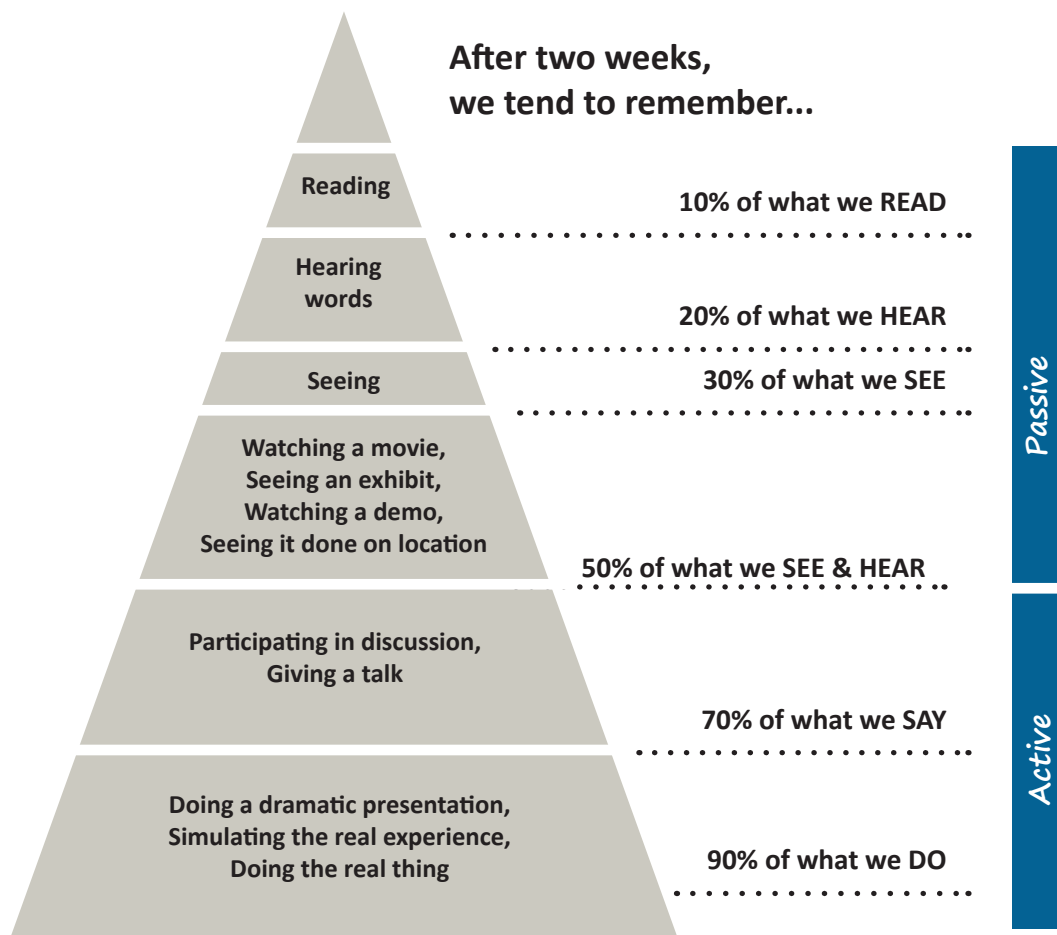 After two weeks,
we tend to remember...
Reading
10% of what we READ
Hearing
words
20% of what we HEAR
Seeing
30% of what we SEE
Watching a movie,
Seeing an exhibit,
Watching a demo,
Seeing it done on location
50% of what we SEE & HEAR
Passive
Participating in discussion,
Giving a talk
70% of what we SAY
Doing a dramatic presentation,
Simulating the real experience,
Doing the real thing
90% of what we DO
Active